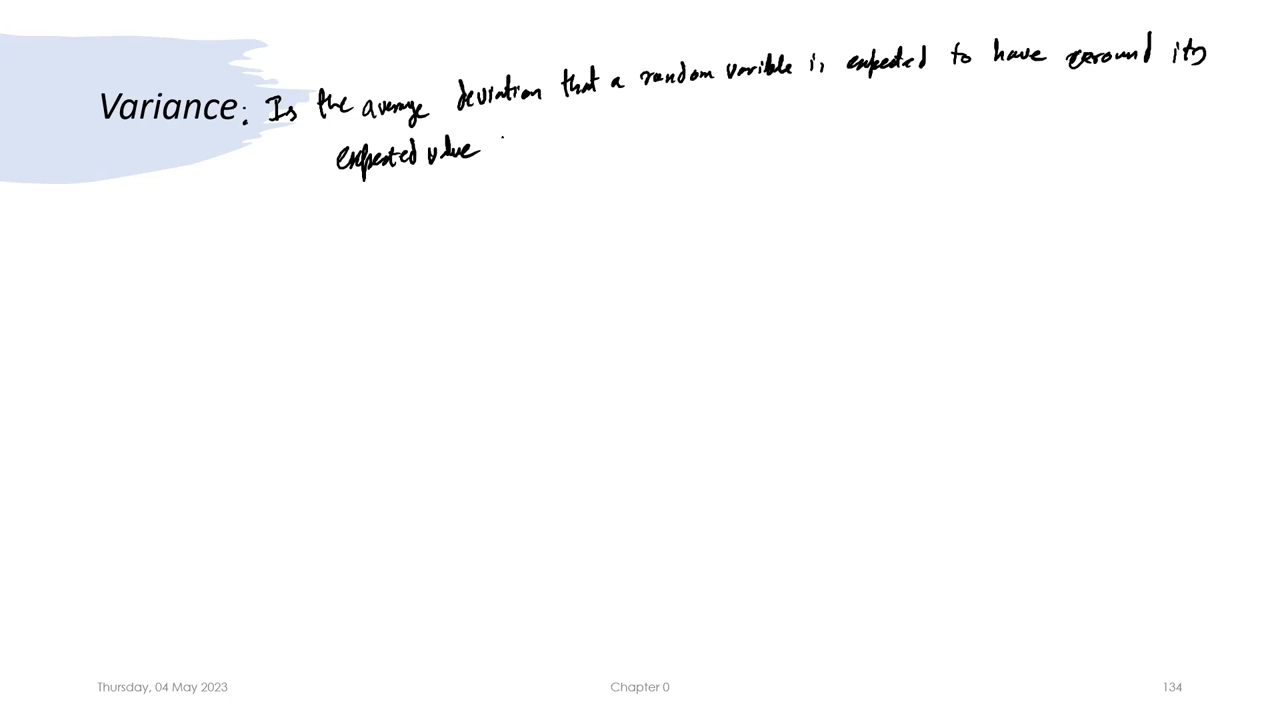 Variance: Is the average deviation that a random variable is expected to have around its
expected value
Thursday, 04 May 2023
Chapter 0
134